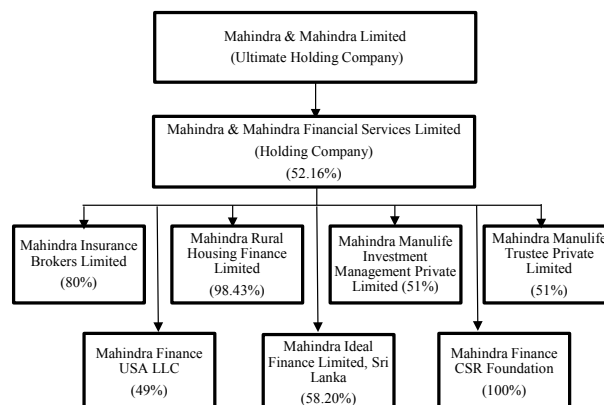 Mahindra & Mahindra Limited
(Ultimate Holding Company)
Mahindra & Mahindra Financial Services Limited
(Holding Company)
(52.16%)
Mahindra Insurance
Brokers Limited
(80%)
Mahindra Rural
Housing Finance
Limited
(98.43%)
Mahindra Manulife
Investment
Management Private
Limited (51%)
Mahindra Manulife
Trustee Private
Limited
(51%)
Mahindra Finance
USA LLC
(49%)
Mahindra Ideal
Finance Limited, Sri
Lanka
(58.20%)
Mahindra Finance
CSR Foundation
(100%)